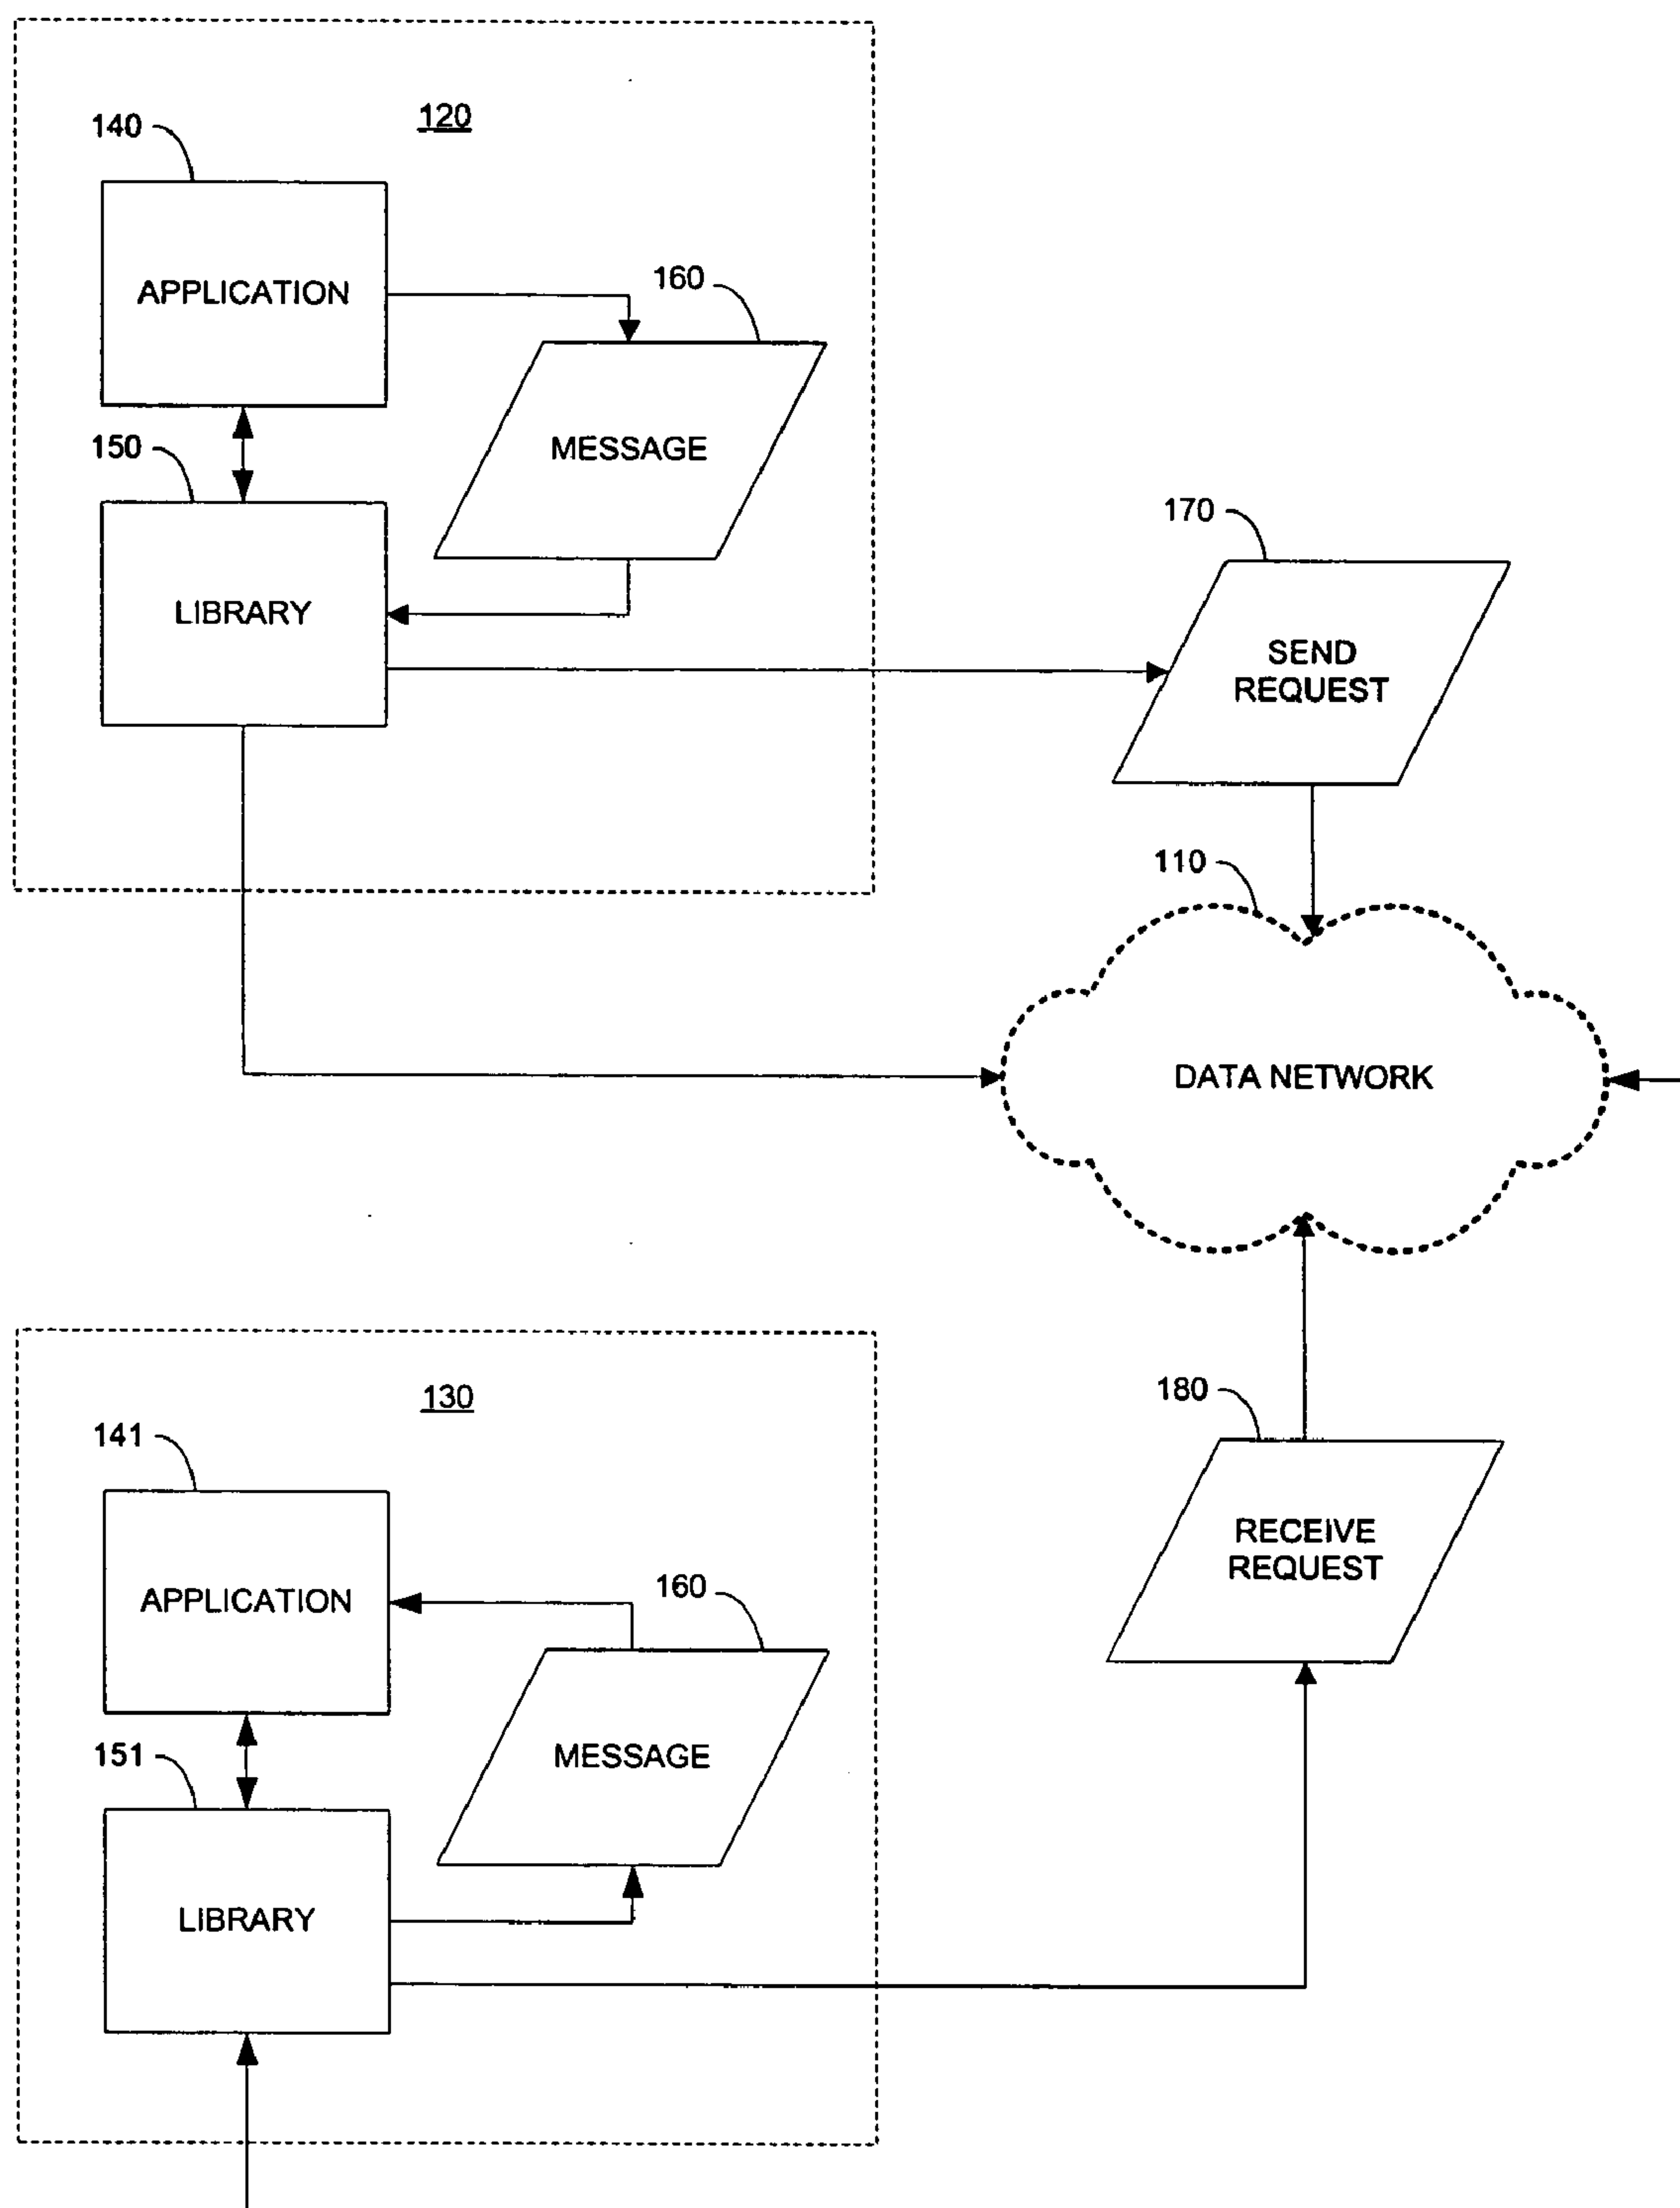 120
140
APPLICATION
160
MESSAGE
150
LIBRARY
170
SEND
REQUEST
110
DATA NETWORK
130
141
APPLICATION
160
MESSAGE
151
LIBRARY
180
RECEIVE
REQUEST